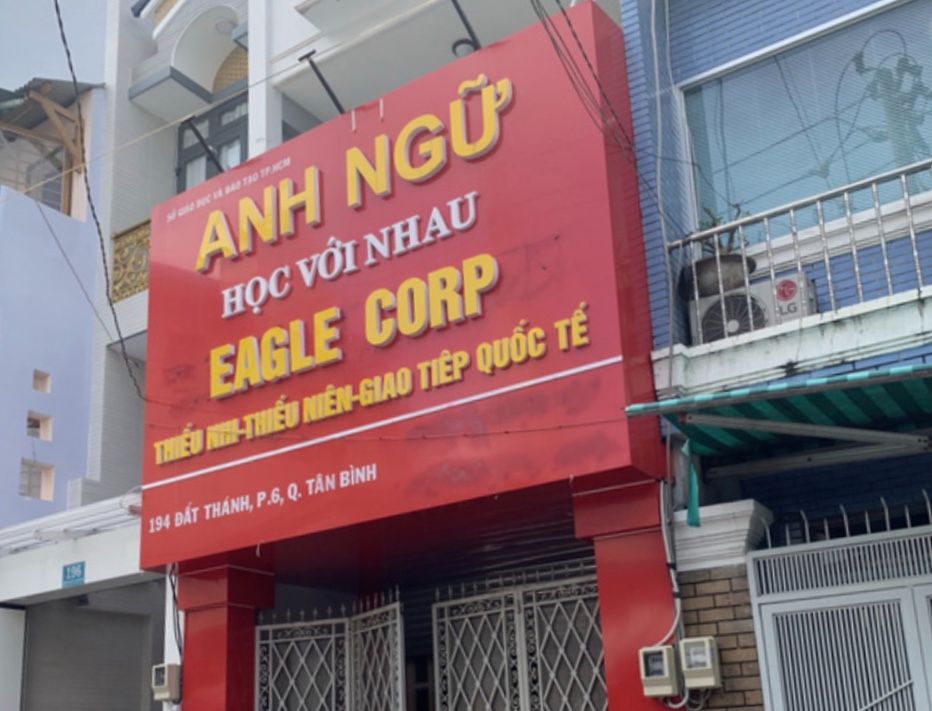 SỞ GIÁO DỤC VÀ ĐÀO TẠO TP.HCM
ANH NGỮ
HỌC VỚI NHAU
EAGLE CORP
THIẾU NHI-THIẾU NIÊN-GIAO TIẾP QUỐC TẾ
194 ĐẤT THÁNH, P.6, Q. TÂN BÌNH
196
LG